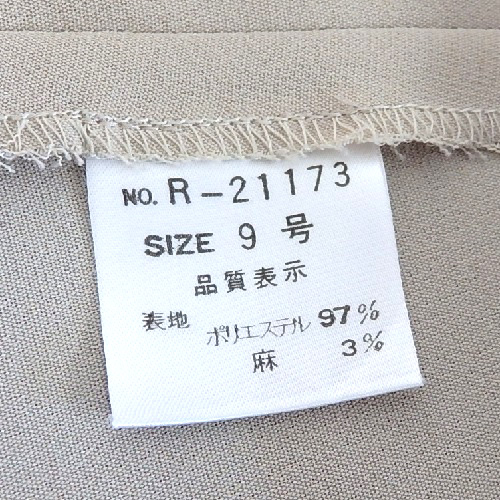 NO. R-21173
SIZE 9 号
品質表示
表地 ポリエステル 97%
麻 3%